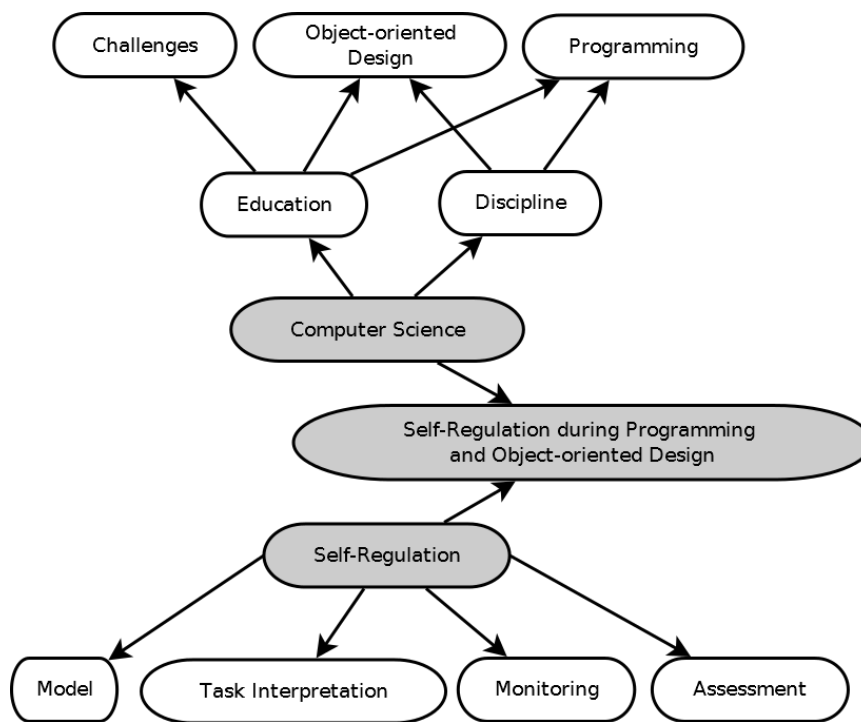 Challenges
Object-oriented
Design
Programming
Education
Discipline
Computer Science
Self-Regulation during Programming
and Object-oriented Design
Self-Regulation
Model
Task Interpretation
Monitoring
Assessment